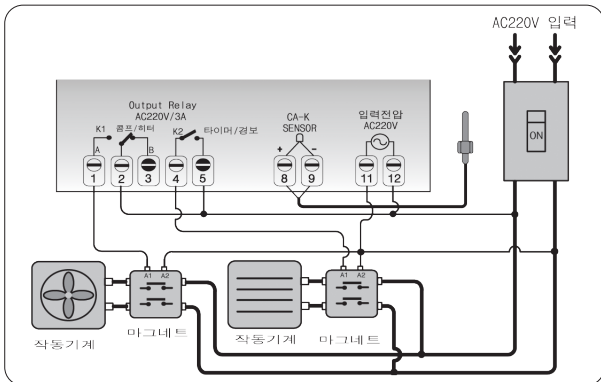 AC220V 입력
Output Relay
AC220V/3A
K1 콤프/히터
K2 타이머/경보
A
B
CA-K
SENSOR
입력전압
AC220V
+ -
ON
1 2 3 4 5 8 9 11 12
A1 A2
A1 A2
작동기계
마그네트
작동기계
마그네트